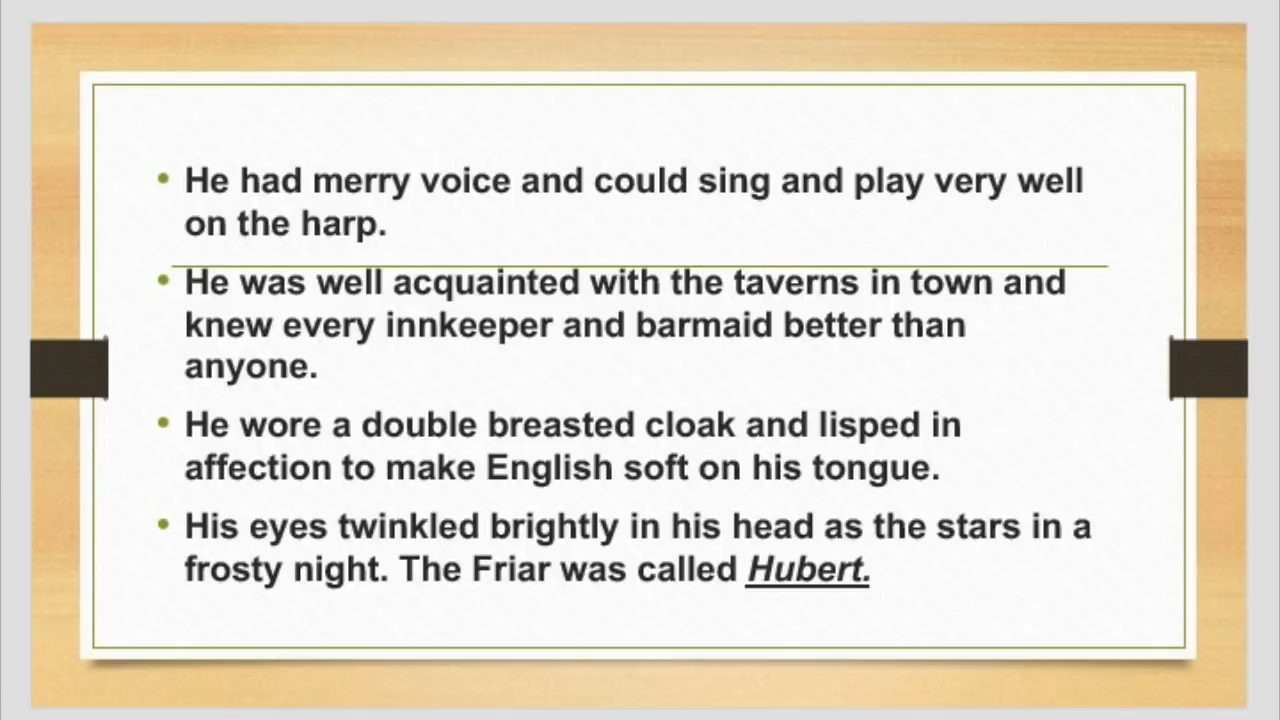 He had merry voice and could sing and play very well
on the harp.
He was well acquainted with the taverns in town and
knew every innkeeper and barmaid better than
anyone.
He wore a double breasted cloak and lisped in
affection to make English soft on his tongue.
His eyes twinkled brightly in his head as the stars in a
frosty night. The Friar was called Hubert.